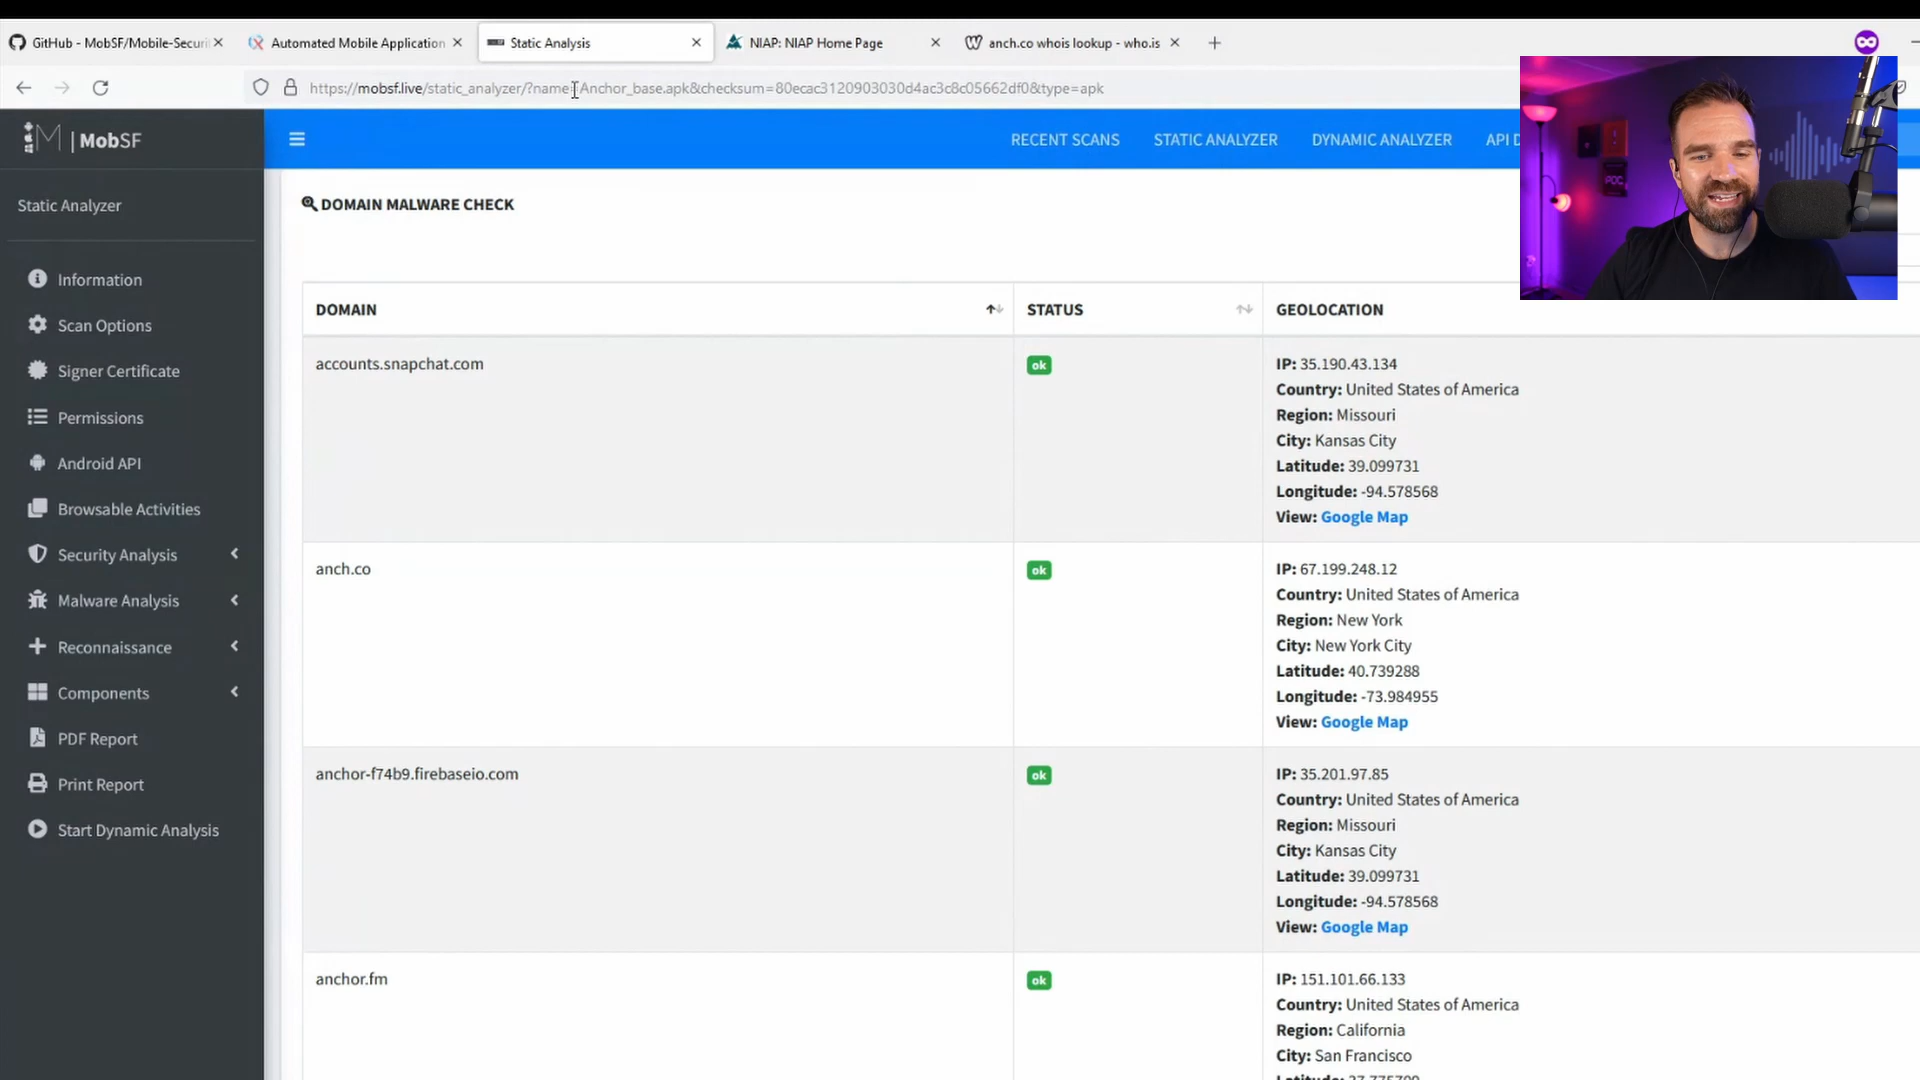 GitHub - MobSF/Mobile-Securi
Automated Mobile Application
Static Analysis
NIAP: NIAP Home Page
anch.co whois lookup - who.is
https://mobsf.live/static_analyzer/?name=Anchor_base.apk&checksum=80ecac3120903030d4ac3c8c05662df0&type=apk
MobSF
RECENT SCANS
STATIC ANALYZER
DYNAMIC ANALYZER
API D
Static Analyzer
Information
Scan Options
Signer Certificate
Permissions
Android API
Browsable Activities
Security Analysis
Malware Analysis
Reconnaissance
Components
PDF Report
Print Report
Start Dynamic Analysis
DOMAIN MALWARE CHECK
DOMAIN
STATUS
GEOLOCATION
accounts.snapchat.com
ok
IP: 35.190.43.134
Country: United States of America
Region: Missouri
City: Kansas City
Latitude: 39.099731
Longitude: -94.578568
View: Google Map
anch.co
ok
IP: 67.199.248.12
Country: United States of America
Region: New York
City: New York City
Latitude: 40.739288
Longitude: -73.984955
View: Google Map
anchor-f74b9.firebaseio.com
ok
IP: 35.201.97.85
Country: United States of America
Region: Missouri
City: Kansas City
Latitude: 39.099731
Longitude: -94.578568
View: Google Map
anchor.fm
ok
IP: 151.101.66.133
Country: United States of America
Region: California
City: San Francisco